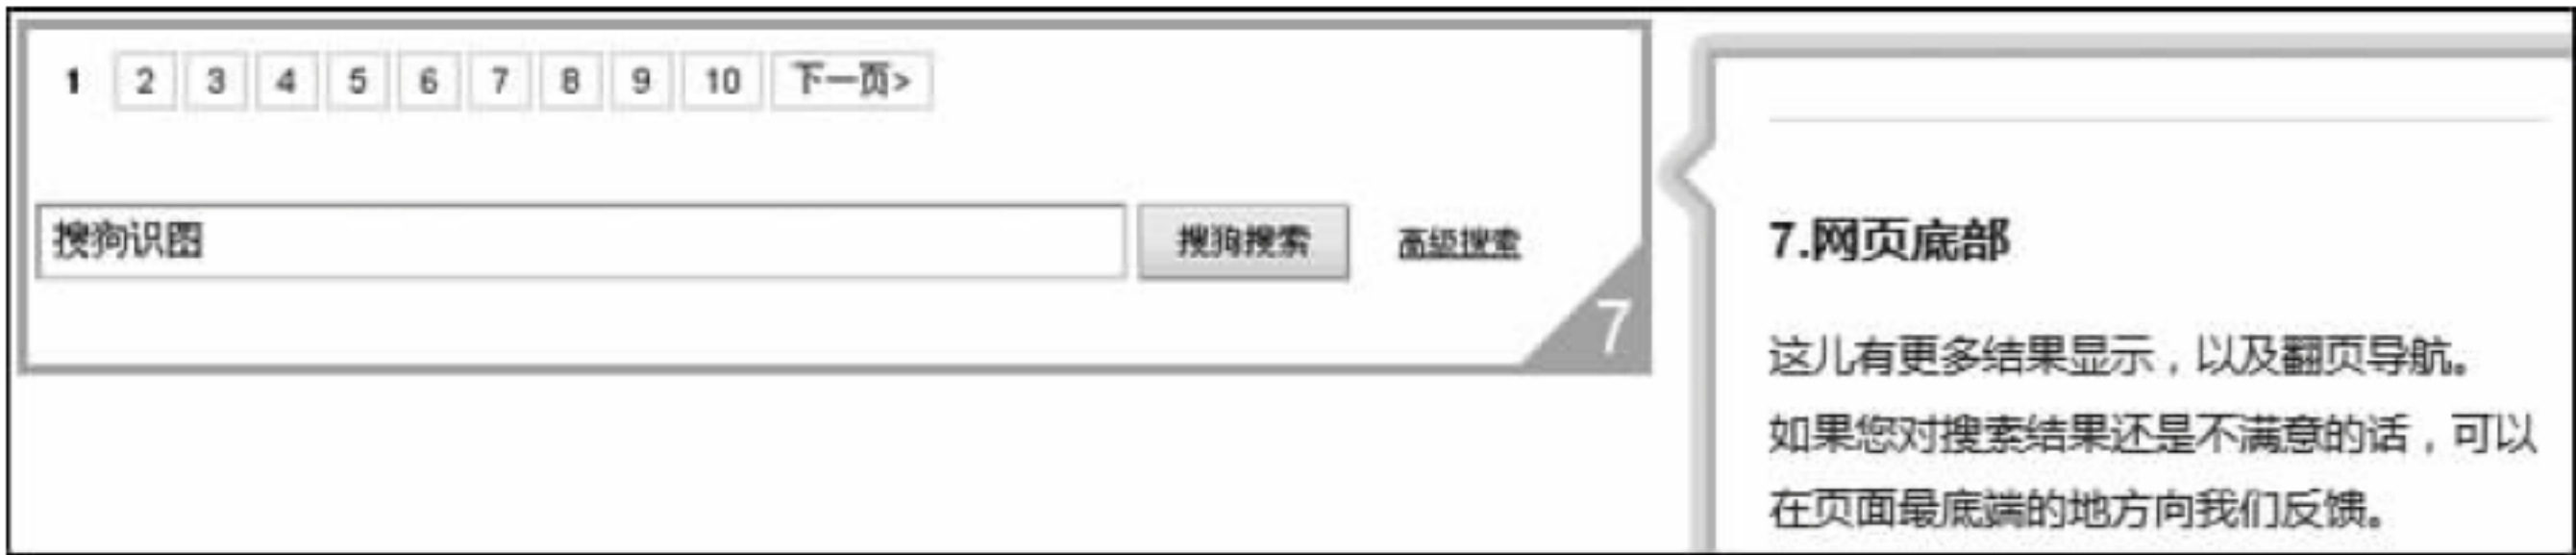 1 2 3 4 5 6 7 8 9 10 下一页>
搜狗识图 搜狗搜索 高级搜索
7
7.网页底部
这儿有更多结果显示，以及翻页导航。
如果您对搜索结果还是不满意的话，可以
在页面最底端的地方向我们反馈。